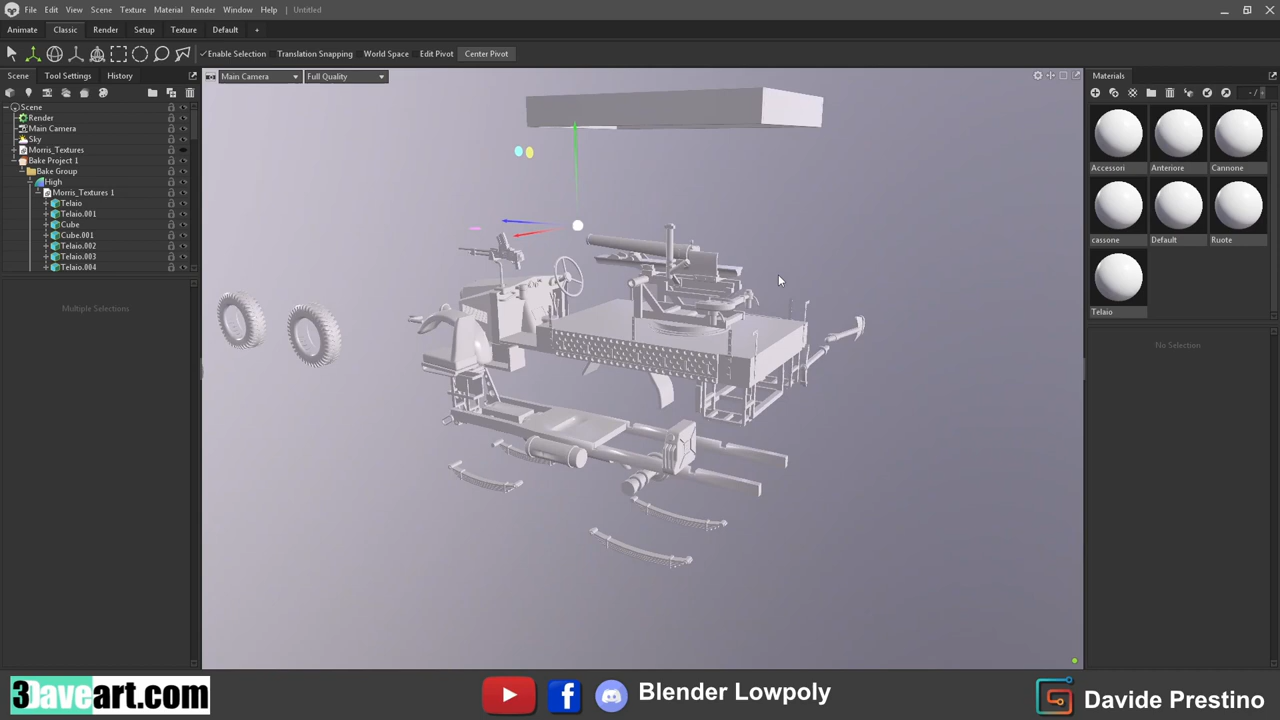 File Edit View Scene Texture Material Render Window Help Untitled
Animate Classic Render Setup Texture Default +
Enable Selection Translation Snapping World Space Edit Pivot Center Pivot
Scene Tool Settings History
Main Camera Full Quality
Materials
- /
Scene
Render
Main Camera
Sky
Morris_Textures
Bake Project 1
Bake Group
High
Morris_Textures 1
Telaio
Telaio.001
Cube
Cube.001
Telaio.002
Telaio.003
Telaio.004
Multiple Selections
Accessori Anteriore Cannone
cassone Default Ruote
Telaio
No Selection
3Daveart.com
Blender Lowpoly
Davide Prestino